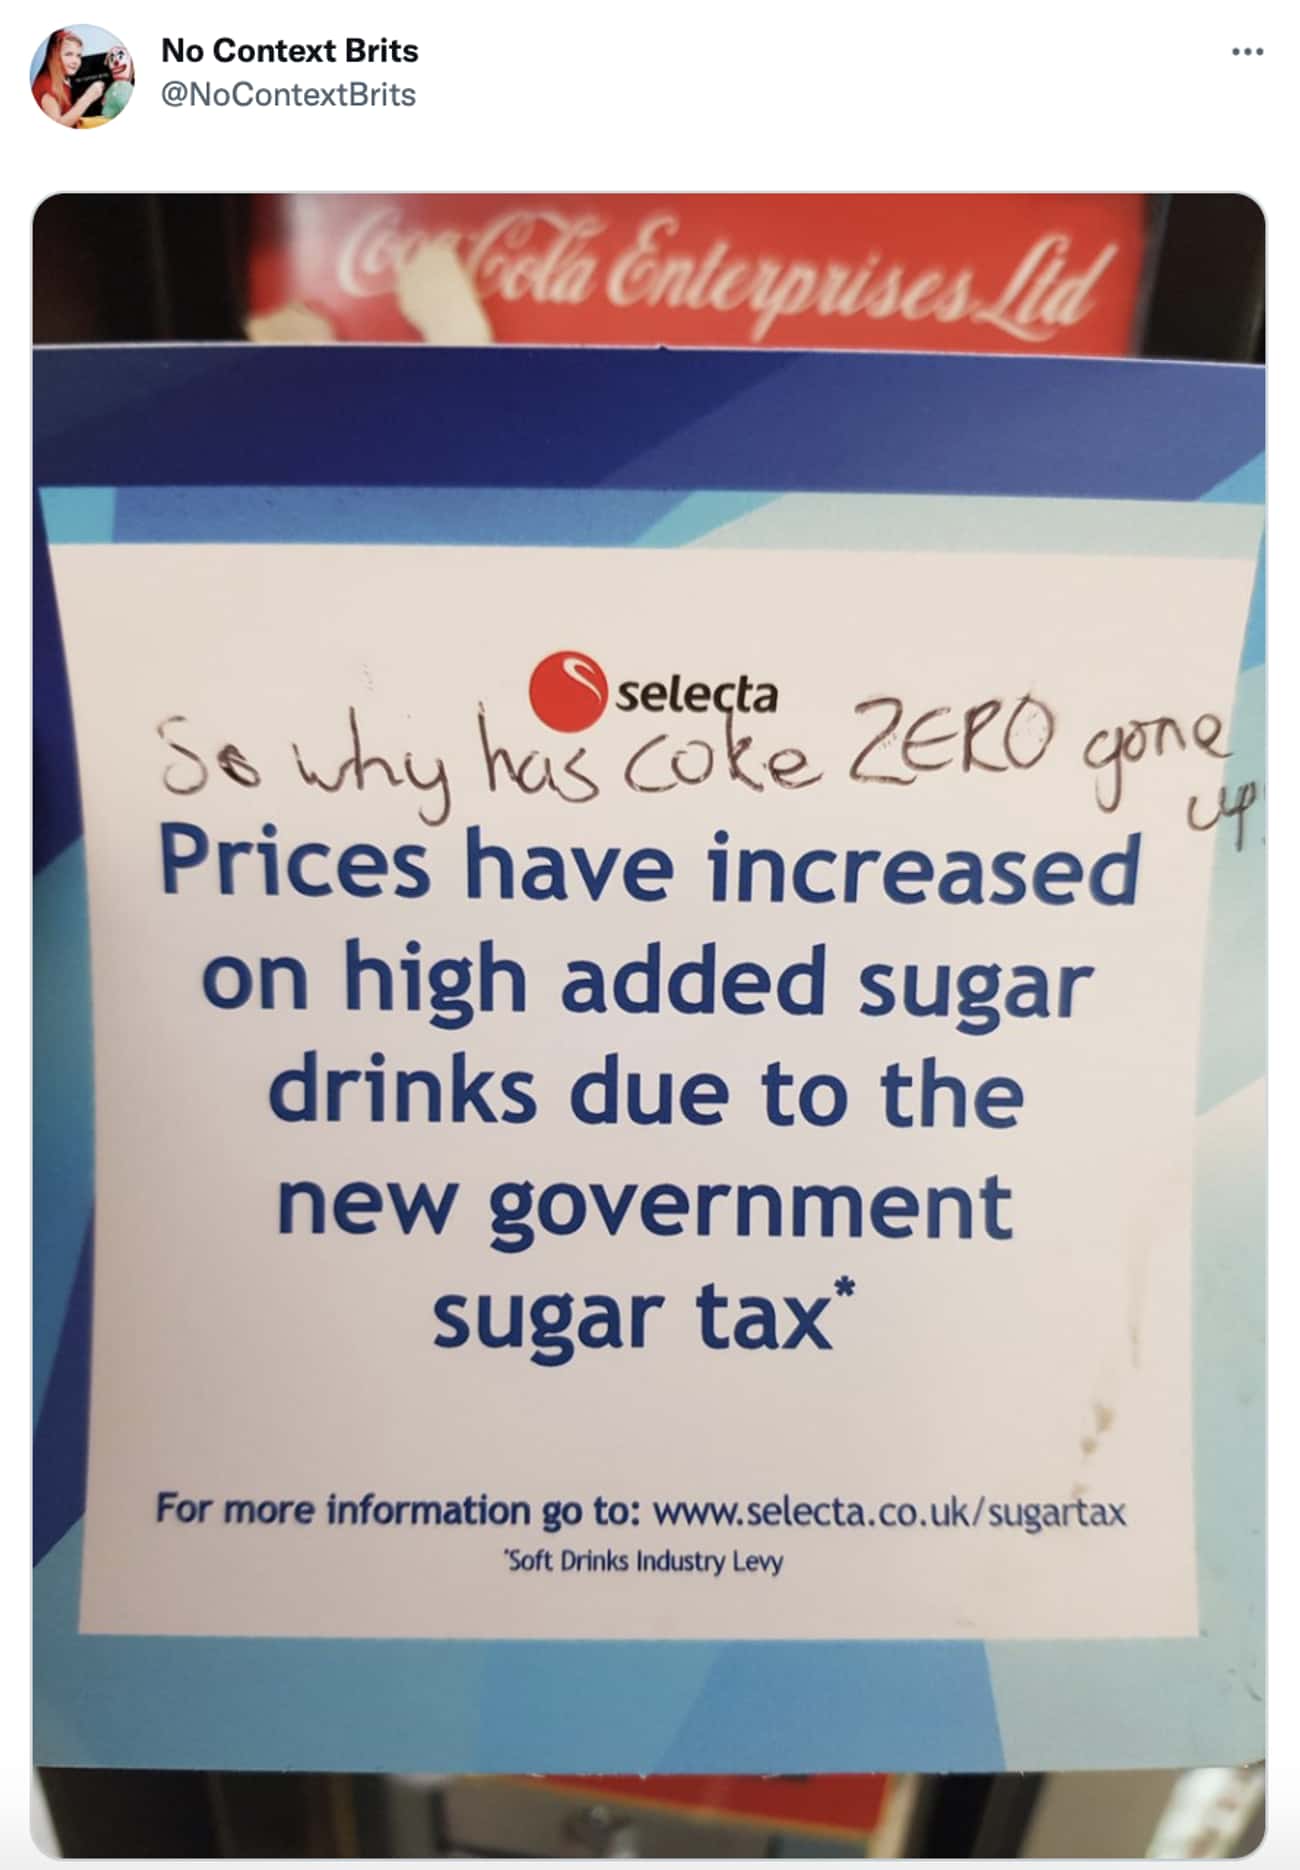 No Context Brits
@NoContextBrits
Coca-Cola Enterprises Ltd
selecta
So why has coke ZERO gone
up
Prices have increased
on high added sugar
drinks due to the
new government
sugar tax*
For more information go to: www.selecta.co.uk/sugartax
*Soft Drinks Industry Levy